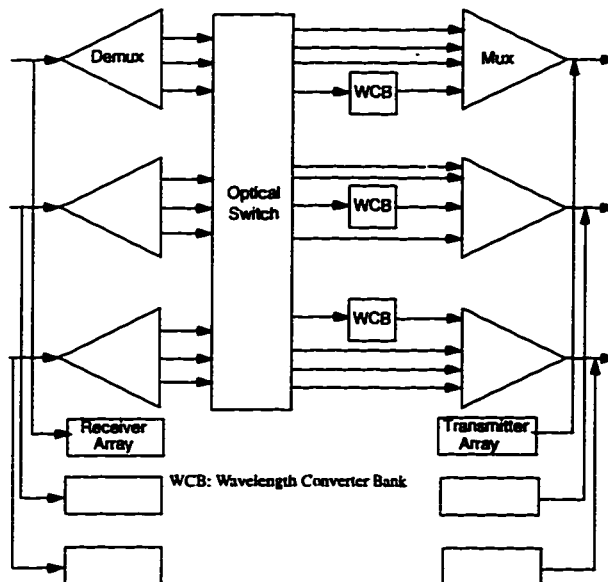 Demux
Mux
WCB
Optical
Switch
WCB
WCB
Receiver
Array
Transmitter
Array
WCB: Wavelength Converter Bank